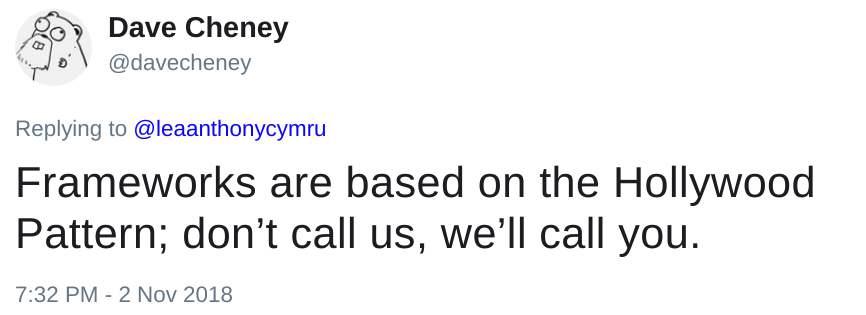 Dave Cheney
@davecheney
Replying to @leaanthonycymru
Frameworks are based on the Hollywood
Pattern; don’t call us, we’ll call you.
7:32 PM - 2 Nov 2018